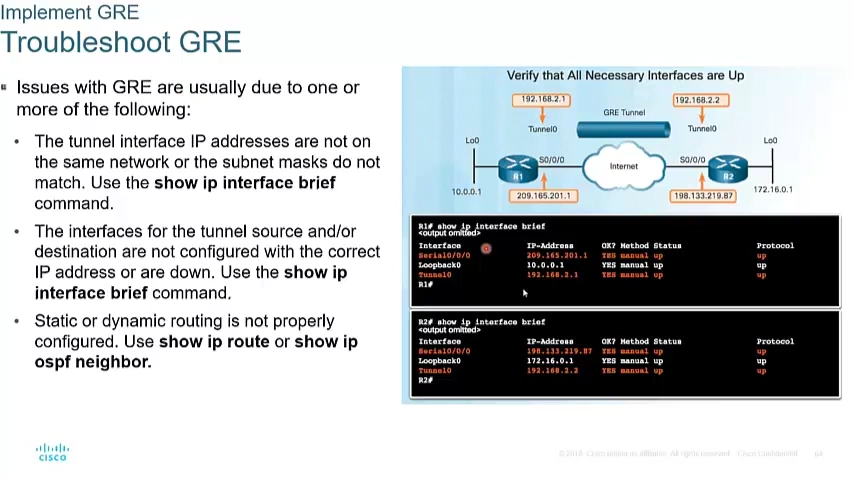 Implement GRE
Troubleshoot GRE
Issues with GRE are usually due to one or
more of the following:
• The tunnel interface IP addresses are not on
the same network or the subnet masks do not
match. Use the show ip interface brief
command.
• The interfaces for the tunnel source and/or
destination are not configured with the correct
IP address or are down. Use the show ip
interface brief command.
• Static or dynamic routing is not properly
configured. Use show ip route or show ip
ospf neighbor.
Verify that All Necessary Interfaces are Up
192.168.2.1
192.168.2.2
GRE Tunnel
Tunnel0
Tunnel0
Lo0
Lo0
S0/0/0
Internet
S0/0/0
R1
R2
10.0.0.1
209.165.201.1
198.133.219.87
172.16.0.1
R1# show ip interface brief
<output omitted>
Interface IP-Address OK? Method Status Protocol
Serial0/0/0 209.165.201.1 YES manual up up
Loopback0 10.0.0.1 YES manual up up
Tunnel0 192.168.2.1 YES manual up up
R1#
R2# show ip interface brief
<output omitted>
Interface IP-Address OK? Method Status Protocol
Serial0/0/0 198.133.219.87 YES manual up up
Loopback0 172.16.0.1 YES manual up up
Tunnel0 192.168.2.2 YES manual up up
R2#
CISCO
Cisco and/or its affiliates. All rights reserved. Cisco Confidential